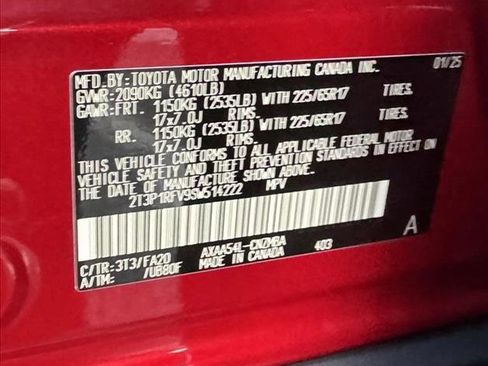 MFD.BY:TOYOTA MOTOR MANUFACTURING CANADA INC. 01/25
GVWR:2090KG (4610LB)
GAWR:FRT. 1150KG (2535LB) WITH 225/65R17 TIRES,
17x7.0J RIMS.
RR. 1150KG (2535LB) WITH 225/65R17 TIRES,
17x7.0J RIMS.
THIS VEHICLE CONFORMS TO ALL APPLICABLE FEDERAL MOTOR
VEHICLE SAFETY AND THEFT PREVENTION STANDARDS IN EFFECT ON
THE DATE OF MANUFACTURE SHOWN ABOVE.
2T3P1RFV9SW514222 MPV
AXAA54L-CNZMBA 403
C/TR:3T3/FA20 MADE IN CANADA A
A/TM: /UB80F